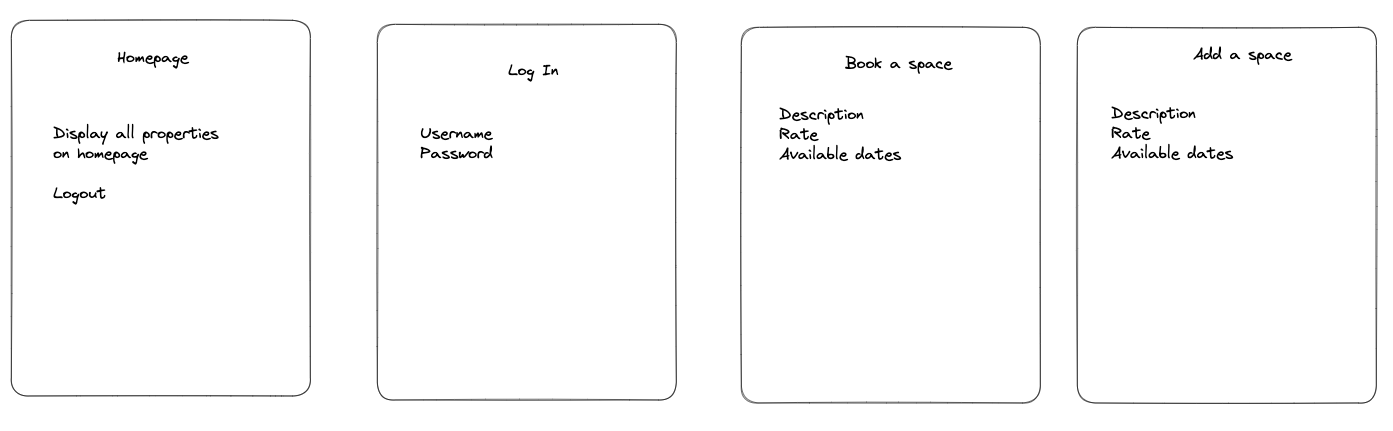 Homepage
Display all properties
on homepage
Logout
Log In
Username
Password
Book a space
Description
Rate
Available dates
Add a space
Description
Rate
Available dates